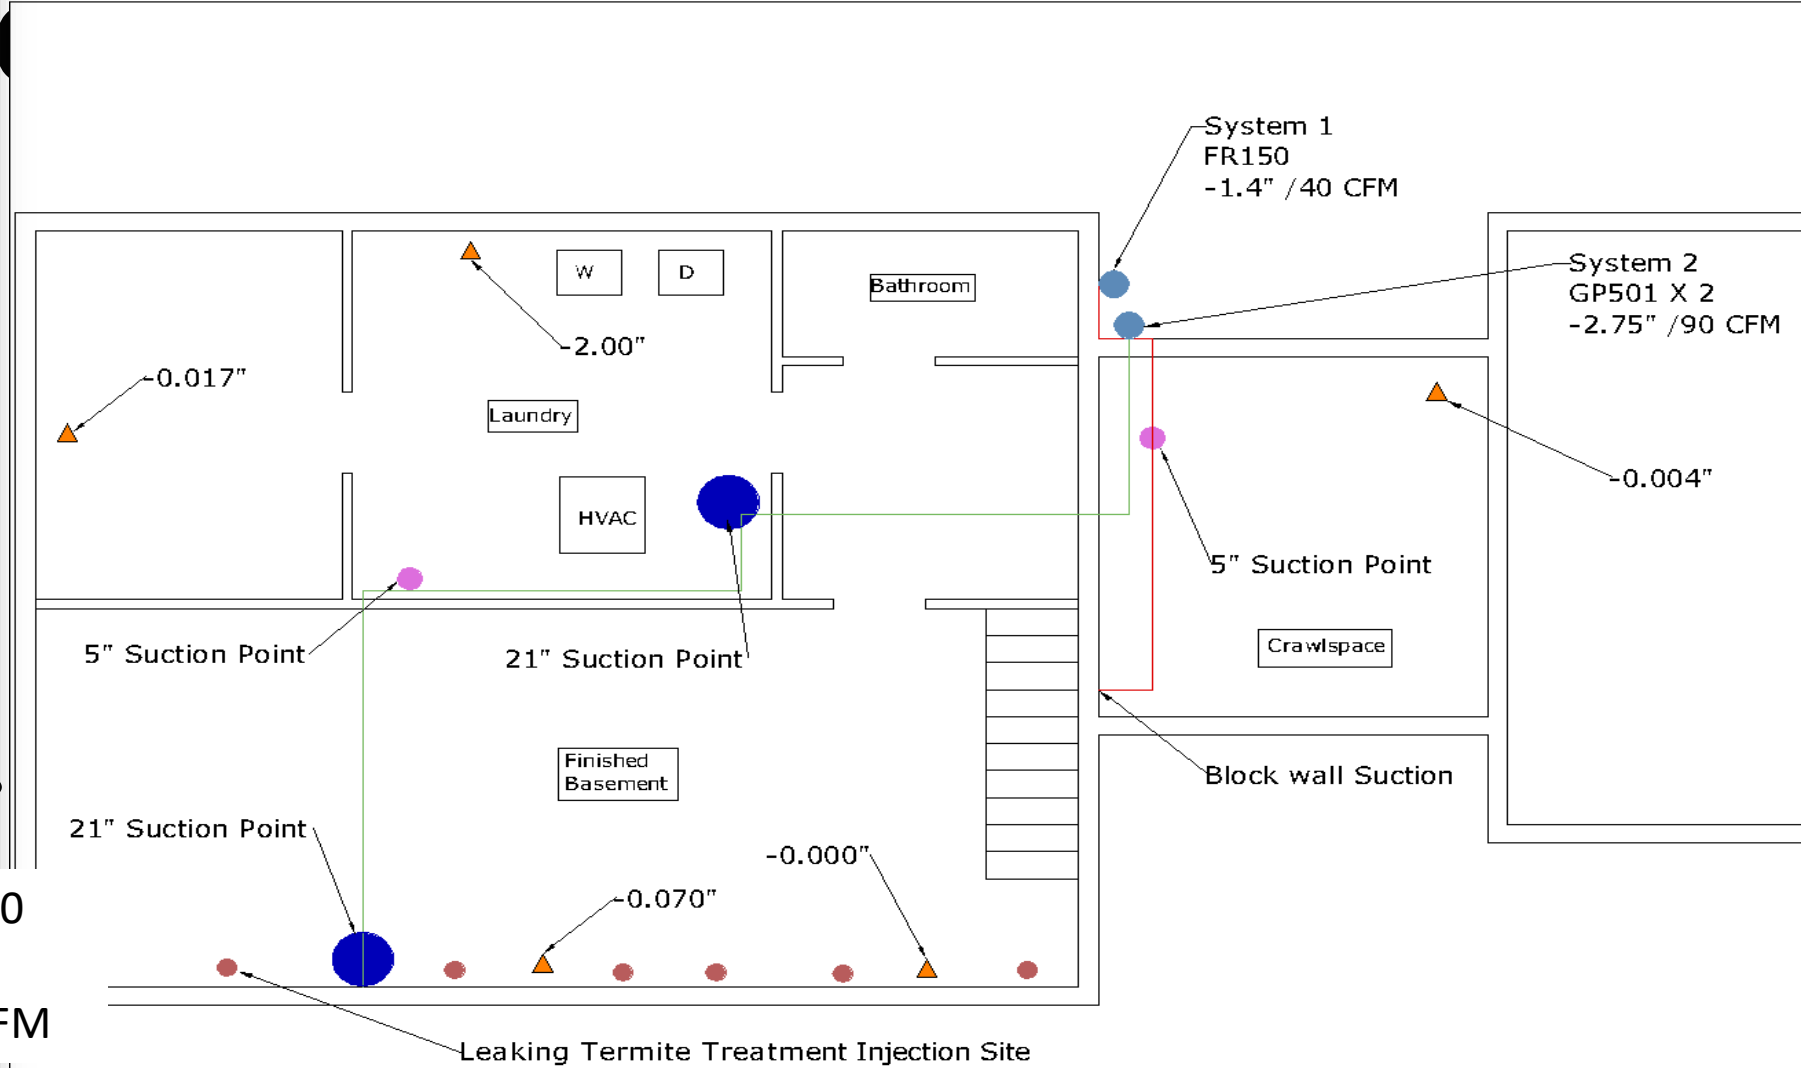 System 1
FR150
-1.4" /40 CFM
W
D
Bathroom
System 2
GP501 X 2
-2.75" /90 CFM
-2.00"
-0.017"
Laundry
-0.004"
HVAC
5" Suction Point
5" Suction Point
21" Suction Point
Crawlspace
Finished
Basement
Block wall Suction
21" Suction Point
-0.000"
-0.070"
0
FM
Leaking Termite Treatment Injection Site